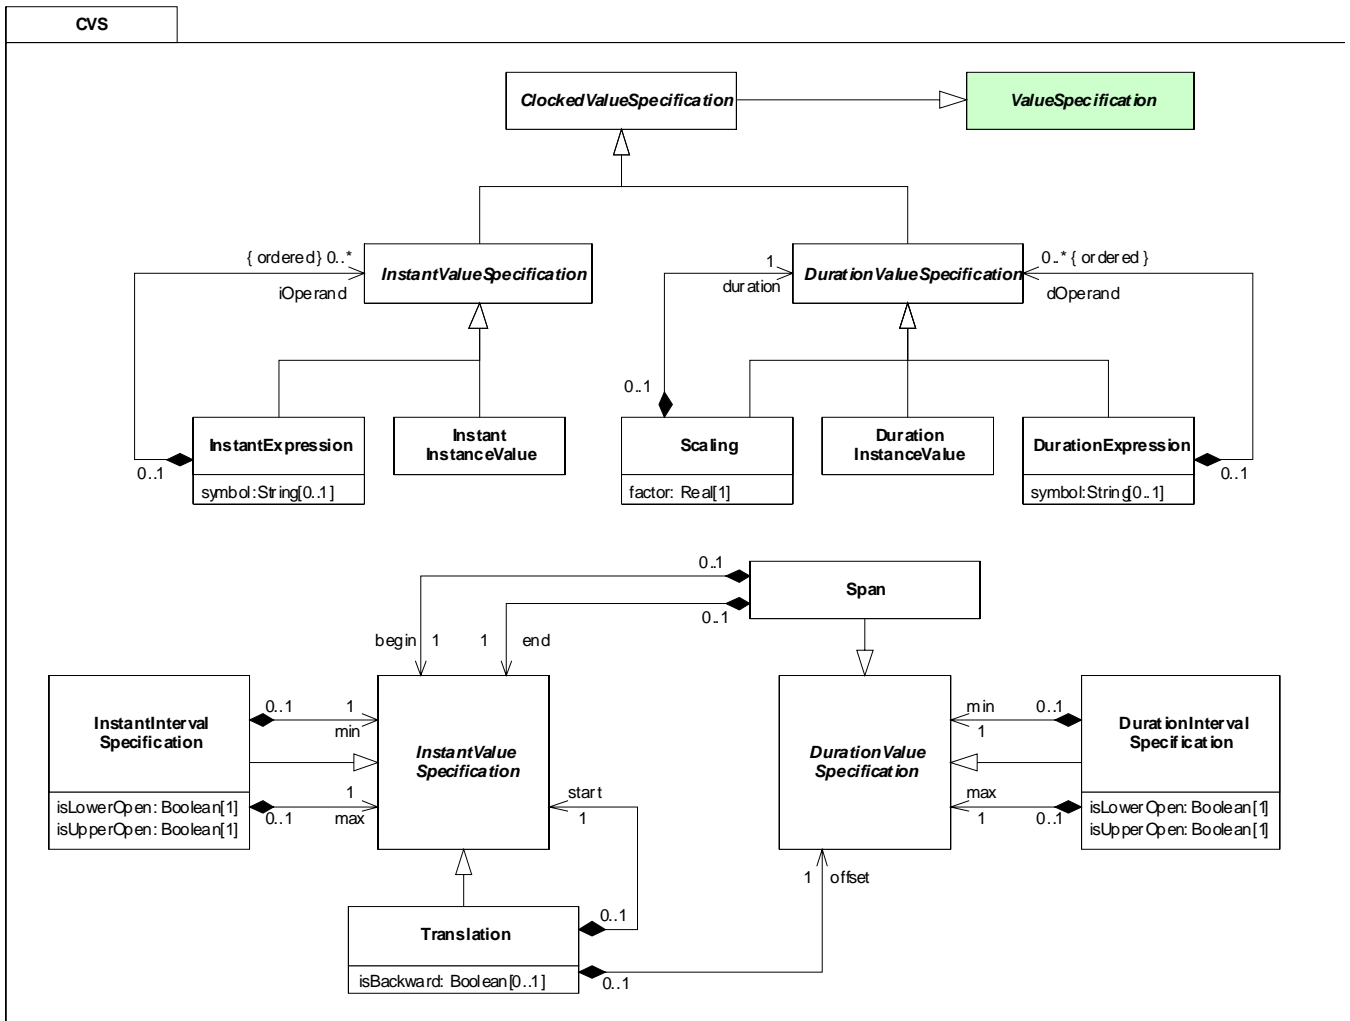 CVS
ClockedValueSpecification
ValueSpecification
{ ordered} 0..*
InstantValueSpecification
iOperand
1
duration
DurationValueSpecification
0..* { ordered }
dOperand
0..1
InstantExpression
symbol:String[0..1]
0..1
Instant
InstanceValue
Scaling
factor: Real[1]
Duration
InstanceValue
DurationExpression
symbol:String[0..1]
0..1
0..1
0..1
Span
begin
1
1
end
InstantInterval
Specification
isLowerOpen: Boolean[1]
isUpperOpen: Boolean[1]
0..1
1
min
1
0..1
max
InstantValue
Specification
start
1
DurationValue
Specification
min
0..1
1
max
1
0..1
DurationInterval
Specification
isLowerOpen: Boolean[1]
isUpperOpen: Boolean[1]
1
offset
Translation
isBackward: Boolean[0..1]
0..1
0..1